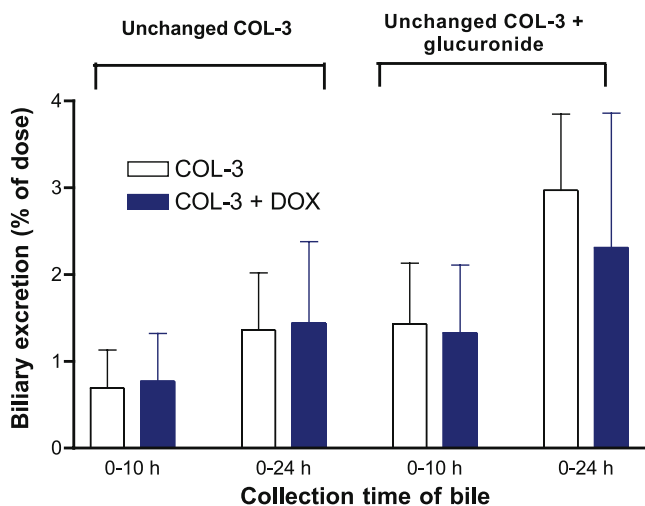 Unchanged COL-3
Unchanged COL-3 +
glucuronide
4
3
2
1
0
Biliary excretion (% of dose)
COL-3
COL-3 + DOX
0-10 h
0-24 h
0-10 h
0-24 h
Collection time of bile